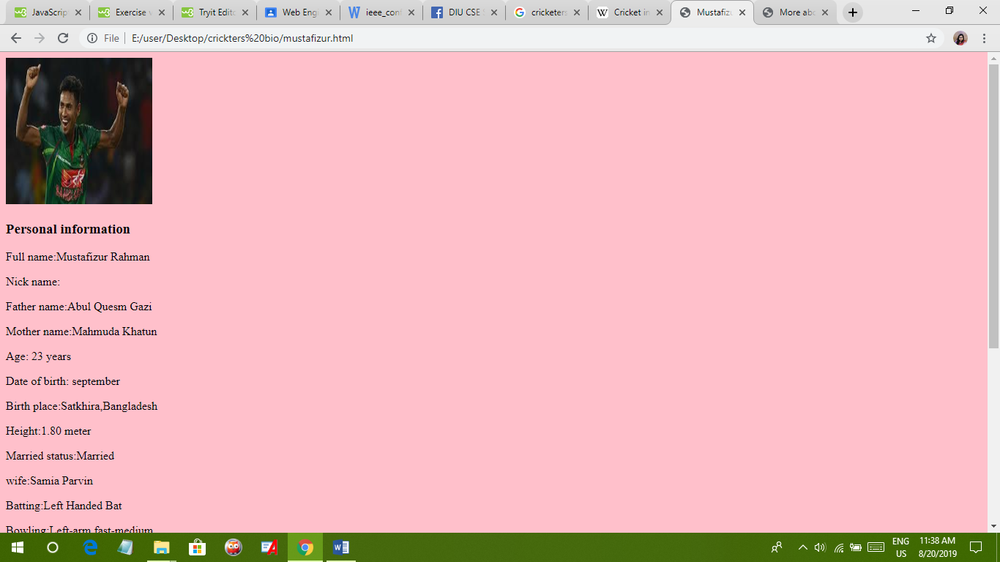 JavaScrip
Exercise v
Tryit Edito
Web Eng
ieee_conf
DIU CSE
cricketers
Cricket in
Mustafizu
More abo
File
E:/user/Desktop/crickters%20bio/mustafizur.html
Personal information
Full name:Mustafizur Rahman
Nick name:
Father name:Abul Quesm Gazi
Mother name:Mahmuda Khatun
Age: 23 years
Date of birth: september
Birth place:Satkhira,Bangladesh
Height:1.80 meter
Married status:Married
wife:Samia Parvin
Batting:Left Handed Bat
Bowling:Left-arm fast-medium
ENG
US
11:38 AM
8/20/2019